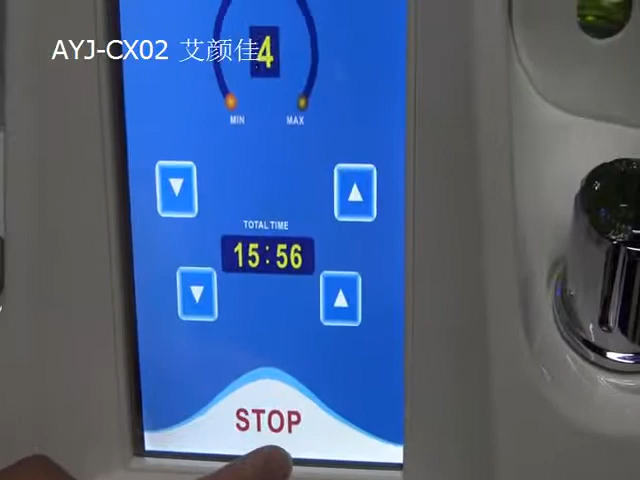 AYJ-CX02 艾颜佳
4
MIN MAX
TOTAL TIME
15:56
STOP